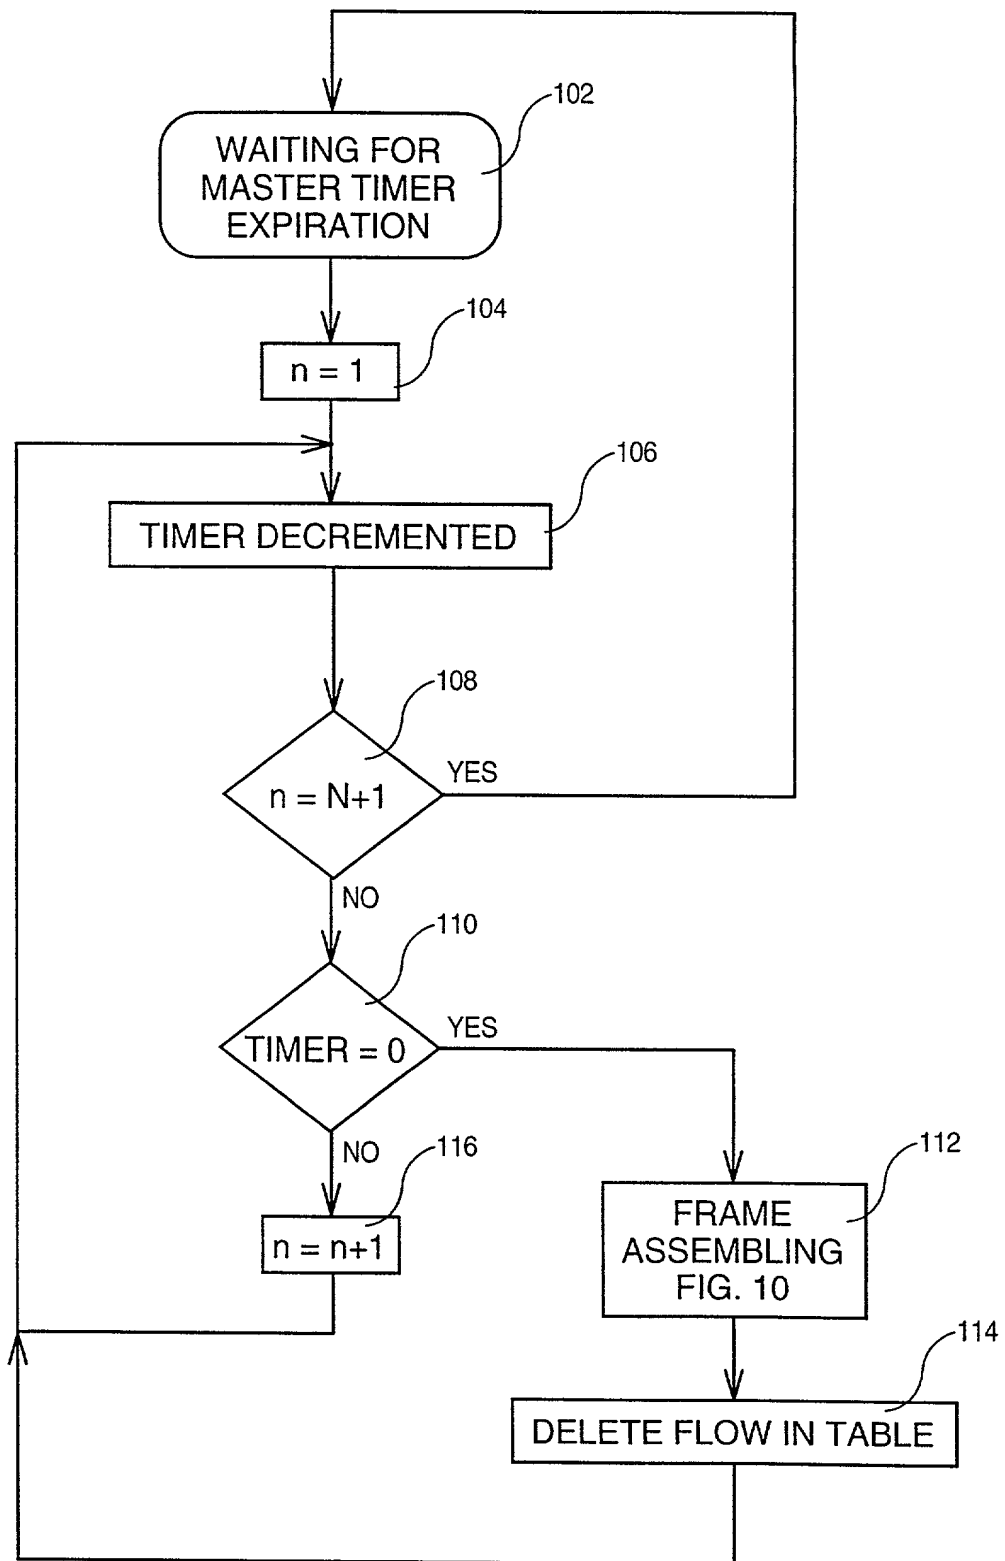 102
WAITING FOR
MASTER TIMER
EXPIRATION
104
n = 1
106
TIMER DECREMENTED
108
n = N+1
YES
NO
110
TIMER = 0
YES
NO
116
n = n+1
112
FRAME
ASSEMBLING
FIG. 10
114
DELETE FLOW IN TABLE